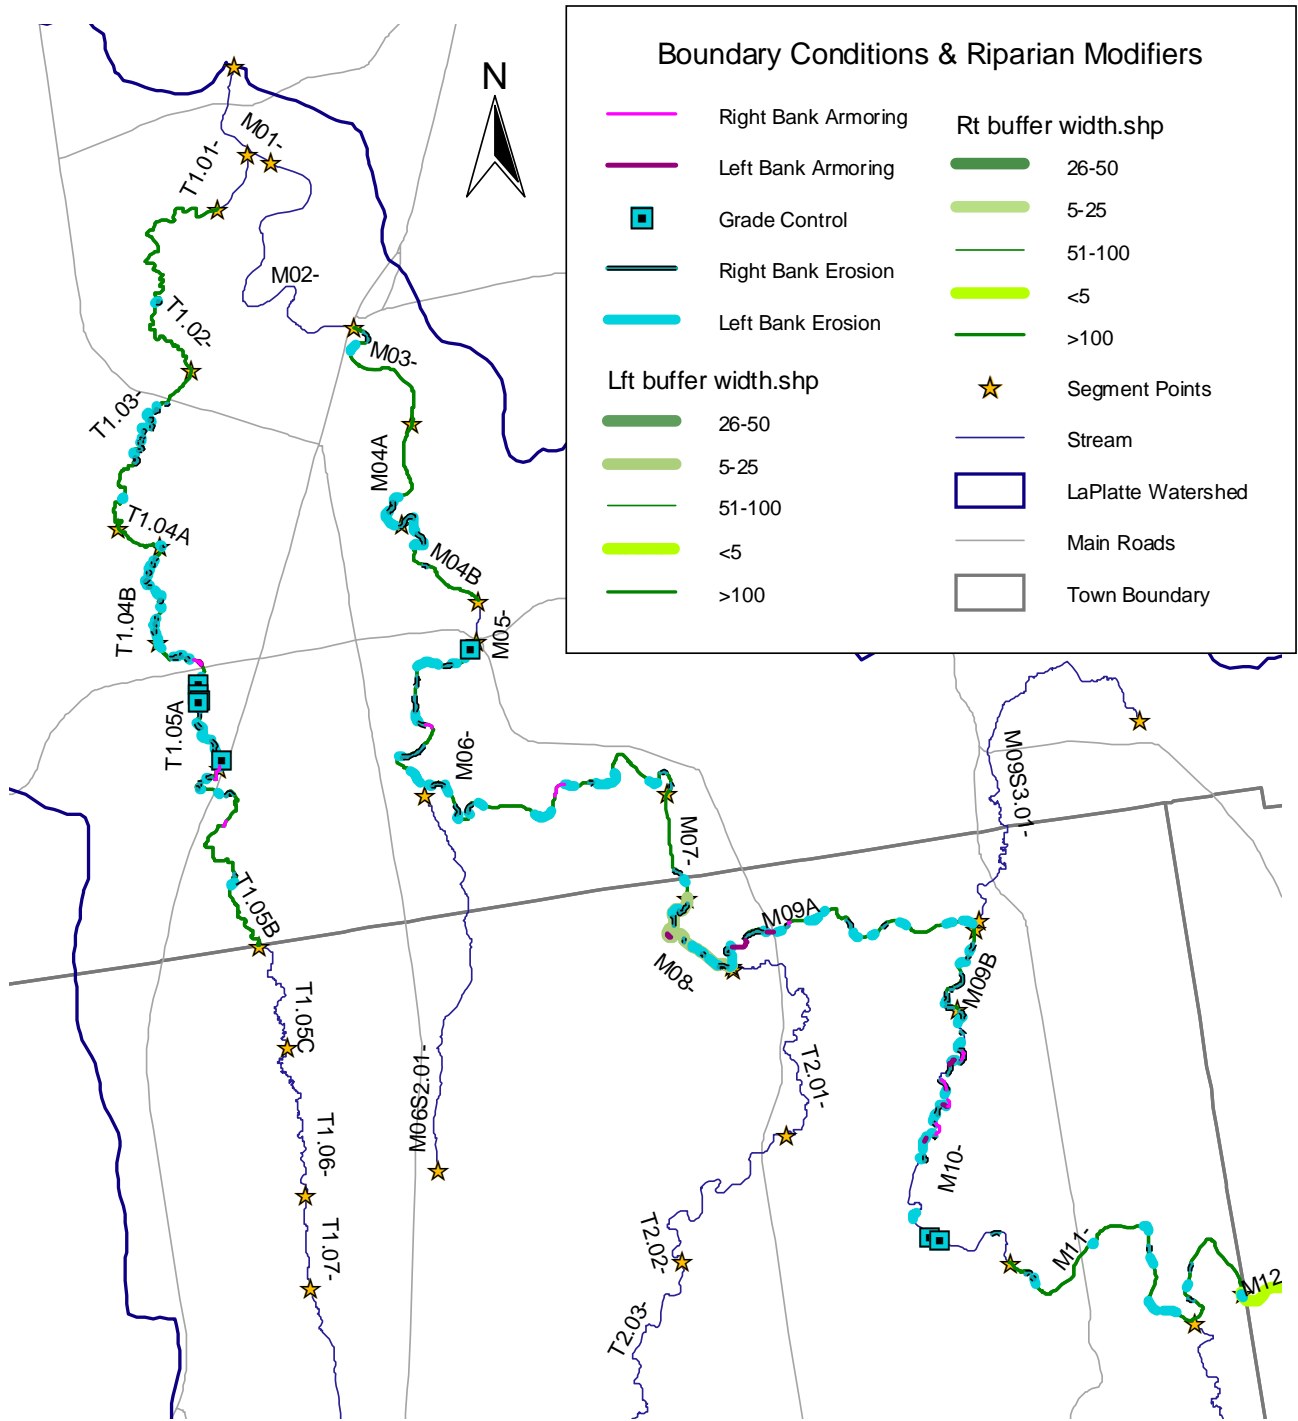 Boundary Conditions & Riparian Modifiers
Right Bank Armoring
Left Bank Armoring
Grade Control
Right Bank Erosion
Left Bank Erosion
Lft buffer width.shp
26-50
5-25
51-100
<5
>100
Rt buffer width.shp
26-50
5-25
51-100
<5
>100
Segment Points
Stream
LaPlatte Watershed
Main Roads
Town Boundary
N
M01-
T1.01-
M02-
T1.02-
M03-
T1.03-
M04A
T1.04A
M04B
T1.04B
M05-
T1.05A
M06-
M09S3.01-
M07-
T1.05B
M09A
M08-
M09B
T1.05C
M06S2.01-
T2.01-
T1.06-
M10-
T1.07-
T2.02-
M11-
M12
T2.03-